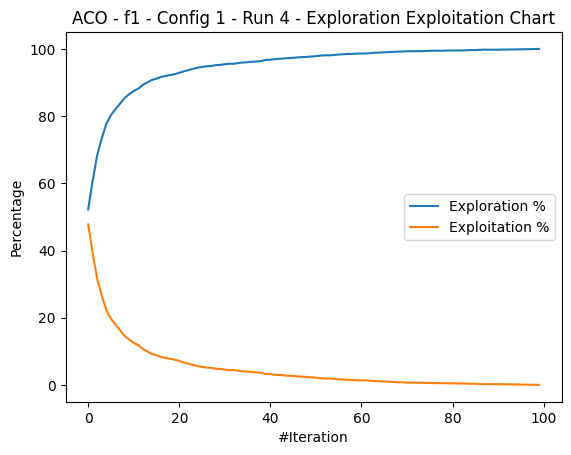 ACO - f1 - Config 1 - Run 4 - Exploration Exploitation Chart
100
80
60
40
20
0
Percentage
Exploration %
Exploitation %
0 20 40 60 80 100
#Iteration